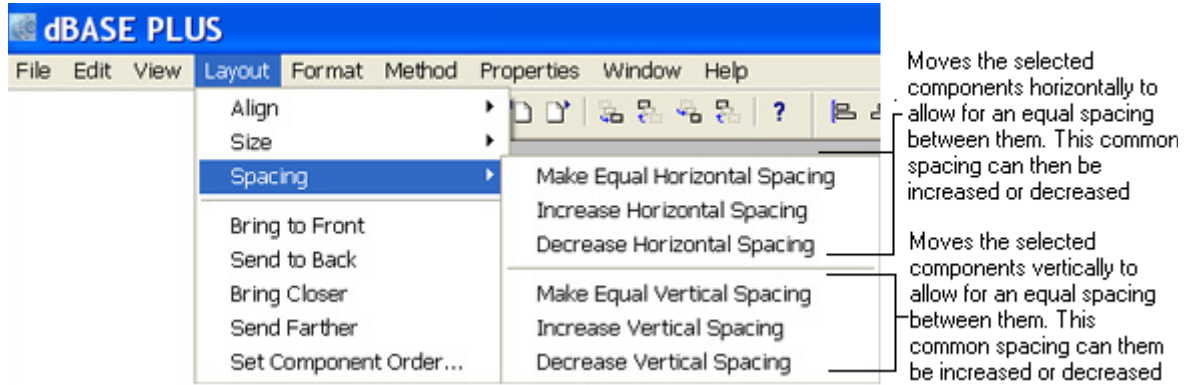 dBASE PLUS
File Edit View Layout Format Method Properties Window Help
Align
Size
Spacing
Bring to Front
Send to Back
Bring Closer
Send Farther
Set Component Order...
?
Make Equal Horizontal Spacing
Increase Horizontal Spacing
Decrease Horizontal Spacing
Make Equal Vertical Spacing
Increase Vertical Spacing
Decrease Vertical Spacing
Moves the selected
components horizontally to
allow for an equal spacing
between them. This common
spacing can then be
increased or decreased
Moves the selected
components vertically to
allow for an equal spacing
between them. This
common spacing can them
be increased or decreased